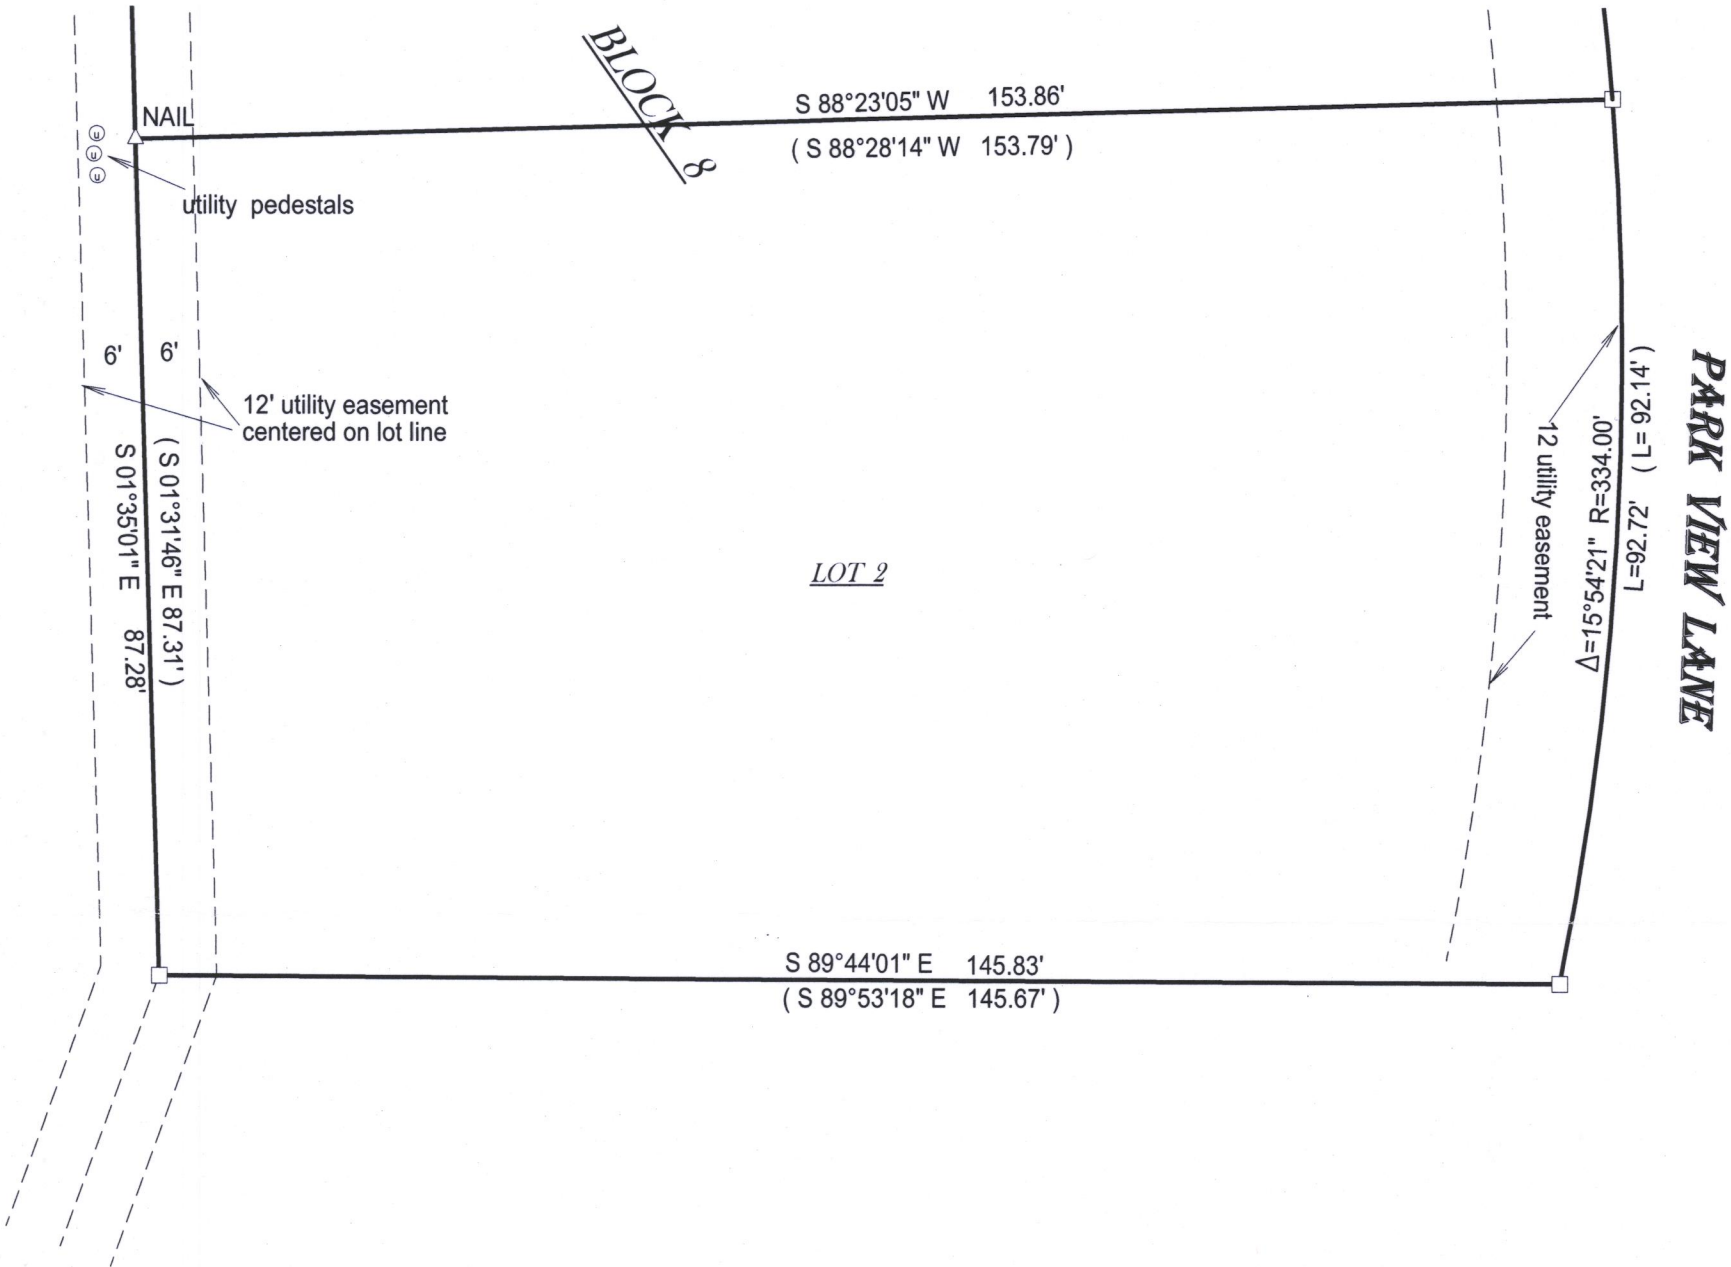 BLOCK 8
S 88°23'05" W 153.86'
( S 88°28'14" W 153.79' )
NAIL
u
u
u
utility pedestals
6'
6'
12' utility easement
centered on lot line
( S 01°31'46" E 87.31' )
S 01°35'01" E 87.28'
LOT 2
12 utility easement
Δ=15°54'21" R=334.00'
L=92.72' ( L= 92.14' )
PARK VIEW LANE
S 89°44'01" E 145.83'
( S 89°53'18" E 145.67' )